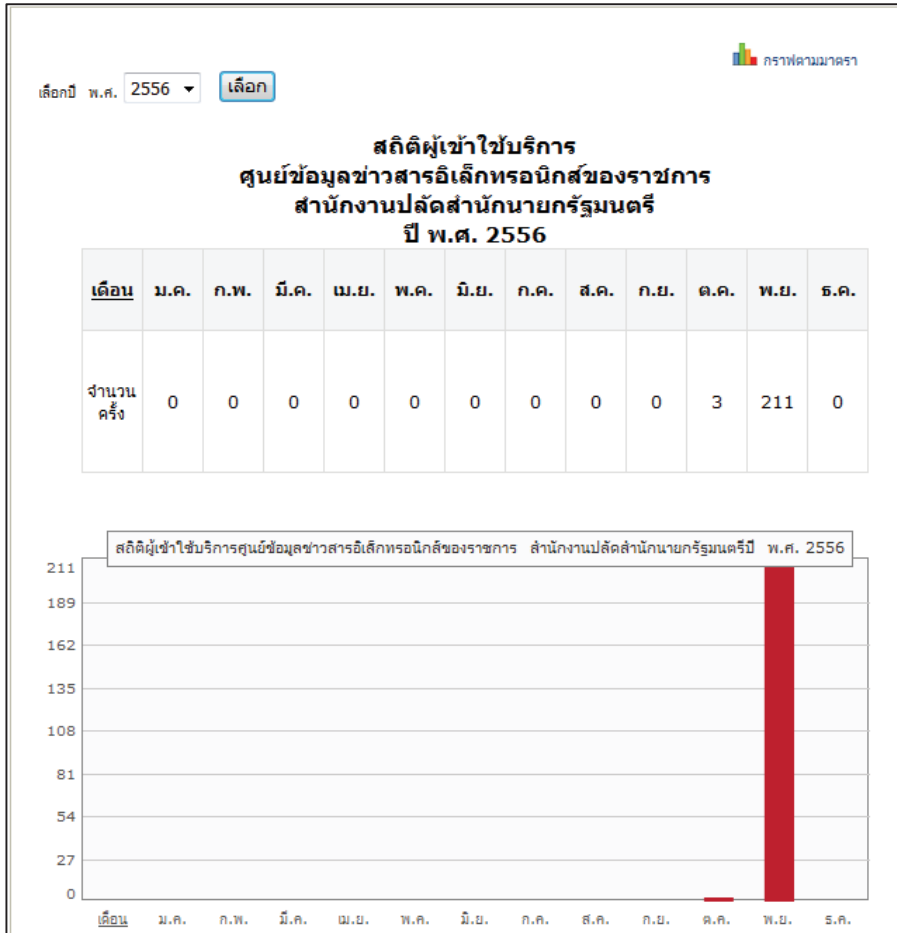 กราฟตามมาตรา
เลือกปี พ.ศ. 2556 เลือก
สถิติผู้เข้าใช้บริการ
ศูนย์ข้อมูลข่าวสารอิเล็กทรอนิกส์ของราชการ
สำนักงานปลัดสำนักนายกรัฐมนตรี
ปี พ.ศ. 2556
เดือน ม.ค. ก.พ. มี.ค. เม.ย. พ.ค. มิ.ย. ก.ค. ส.ค. ก.ย. ต.ค. พ.ย. ธ.ค.
จำนวน
ครั้ง 0 0 0 0 0 0 0 0 0 3 211 0
สถิติผู้เข้าใช้บริการศูนย์ข้อมูลข่าวสารอิเล็กทรอนิกส์ของราชการ สำนักงานปลัดสำนักนายกรัฐมนตรีปี พ.ศ. 2556
211
189
162
135
108
81
54
27
0
เดือน ม.ค. ก.พ. มี.ค. เม.ย. พ.ค. มิ.ย. ก.ค. ส.ค. ก.ย. ต.ค. พ.ย. ธ.ค.